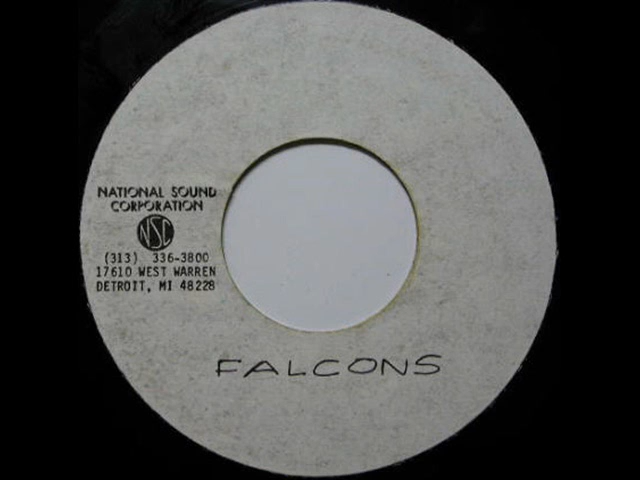 NATIONAL SOUND
CORPORATION
NSC
(313) 336-3800
17610 WEST WARREN
DETROIT, MI 48228
FALCONS